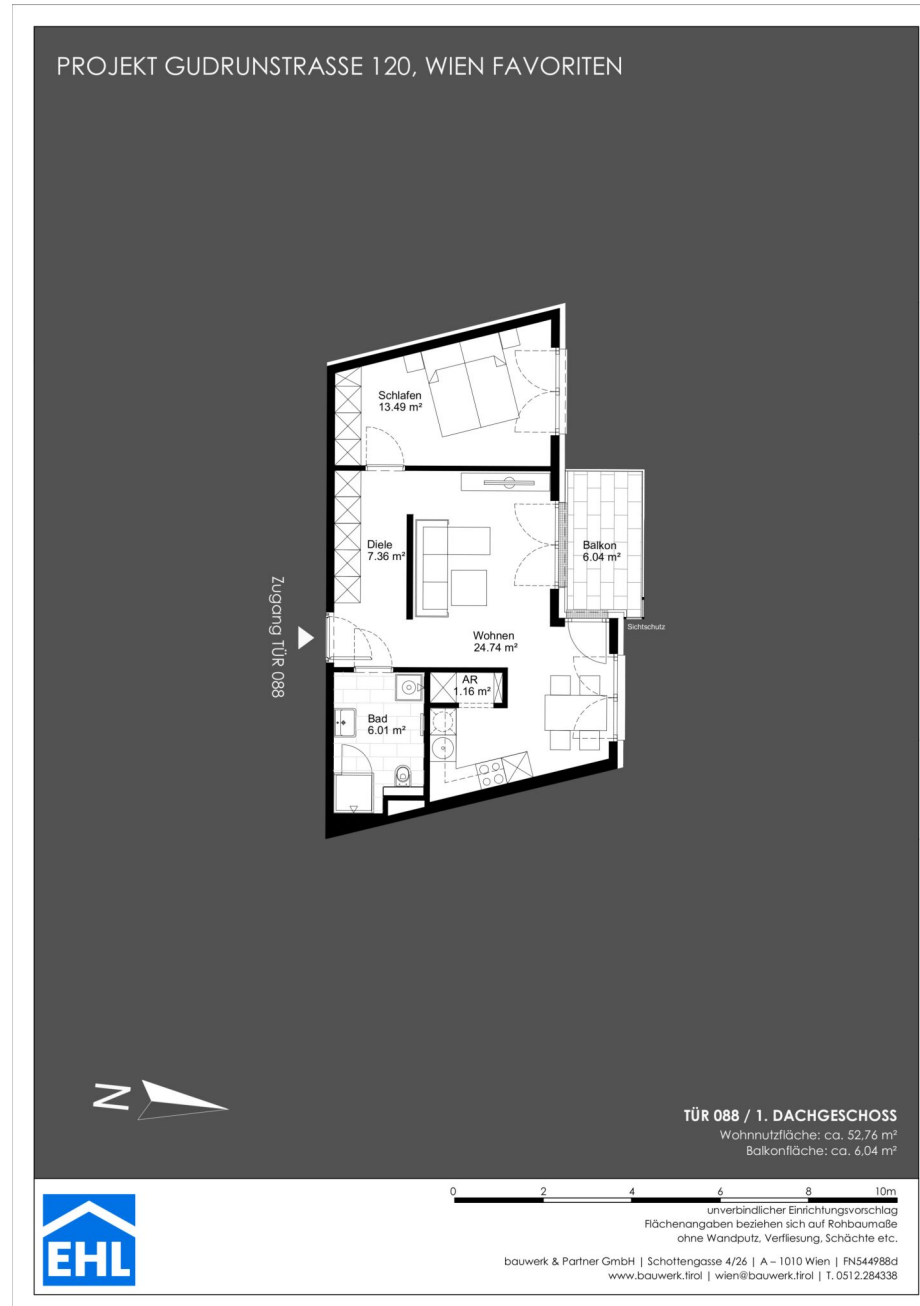 PROJEKT GUDRUNSTRASSE 120, WIEN FAVORITEN
Schlafen
13.49 m²
Diele
7.36 m²
Balkon
6.04 m²
Zugang TÜR 088
Sichtschutz
Wohnen
24.74 m²
AR
1.16 m²
Bad
6.01 m²
N
TÜR 088 / 1. DACHGESCHOSS
Wohnnutzfläche: ca. 52,76 m²
Balkonfläche: ca. 6,04 m²
0 2 4 6 8 10m
EHL
unverbindlicher Einrichtungsvorschlag
Flächenangaben beziehen sich auf Rohbaumaße
ohne Wandputz, Verfliesung, Schächte etc.
bauwerk & Partner GmbH | Schottengasse 4/26 | A – 1010 Wien | FN544988d
www.bauwerk.tirol | wien@bauwerk.tirol | T. 0512.284338